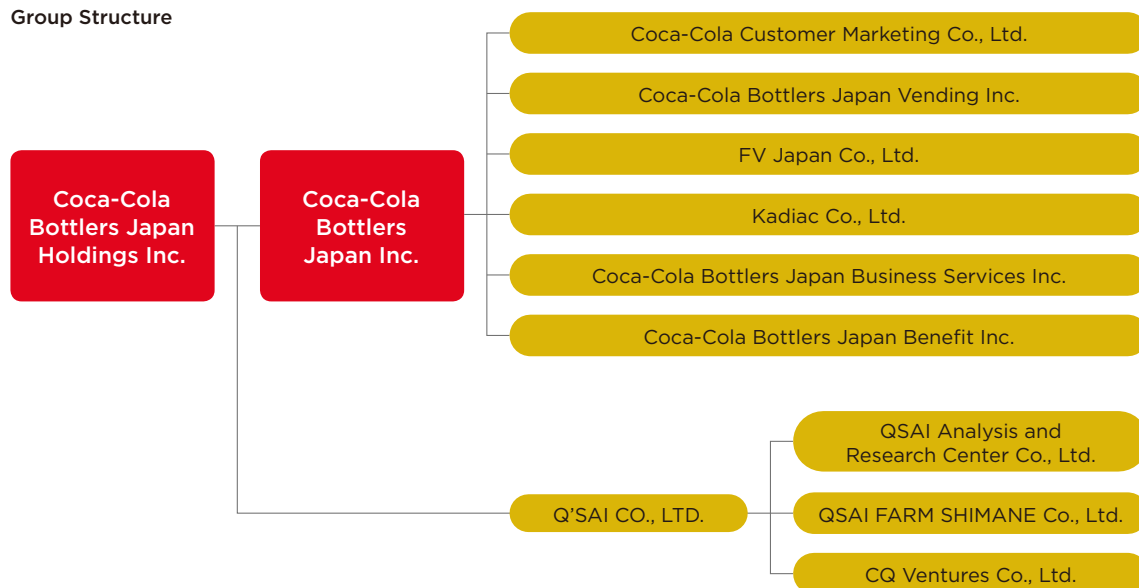 Group Structure
Coca-Cola
Bottlers Japan
Holdings Inc.
Coca-Cola
Bottlers
Japan Inc.
Coca-Cola Customer Marketing Co., Ltd.
Coca-Cola Bottlers Japan Vending Inc.
FV Japan Co., Ltd.
Kadiac Co., Ltd.
Coca-Cola Bottlers Japan Business Services Inc.
Coca-Cola Bottlers Japan Benefit Inc.
Q’SAI CO., LTD.
QSAI Analysis and
Research Center Co., Ltd.
QSAI FARM SHIMANE Co., Ltd.
CQ Ventures Co., Ltd.